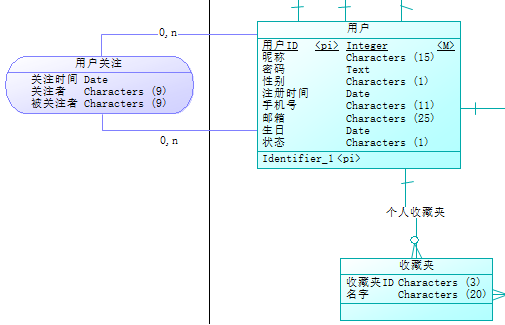 0,n
用户关注
关注时间 Date
关注者 Characters (9)
被关注者 Characters (9)
0,n
用户
用户ID <pi> Integer <M>
昵称 Characters (15)
密码 Text
性别 Characters (1)
注册时间 Date
手机号 Characters (11)
邮箱 Characters (25)
生日 Date
状态 Characters (1)
Identifier_1 <pi>
个人收藏夹
收藏夹
收藏夹ID Characters (3)
名字 Characters (20)